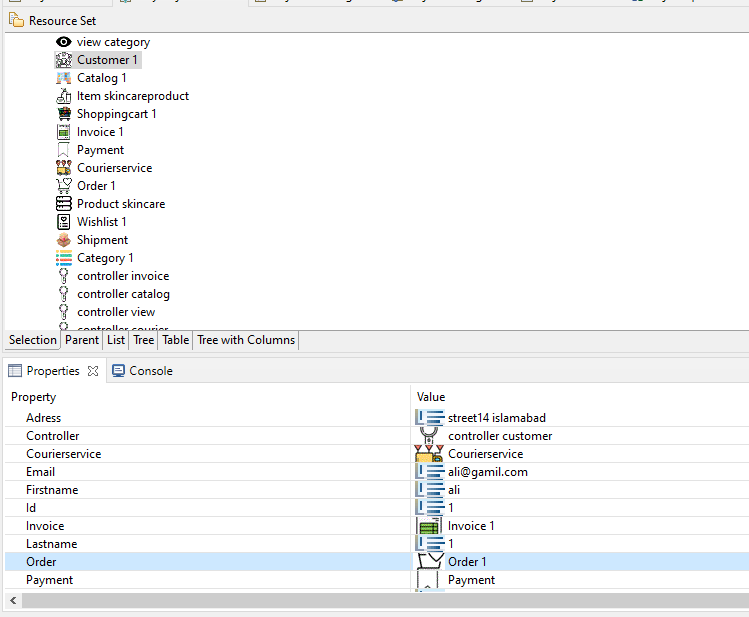 Resource Set
view category
Customer 1
Catalog 1
Item skincareproduct
Shoppingcart 1
Invoice 1
Payment
Courierservice
Order 1
Product skincare
Wishlist 1
Shipment
Category 1
controller invoice
controller catalog
controller view
controller courier
Selection Parent List Tree Table Tree with Columns
Properties Console
Property Value
Adress street14 islamabad
Controller controller customer
Courierservice Courierservice
Email ali@gamil.com
Firstname ali
Id 1
Invoice Invoice 1
Lastname 1
Order Order 1
Payment Payment